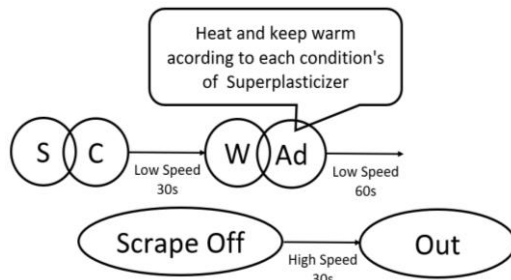 Heat and keep warm
acording to each condition's
of Superplasticizer
S C W Ad
Low Speed
30s
Low Speed
60s
Scrape Off
Out
High Speed
30s